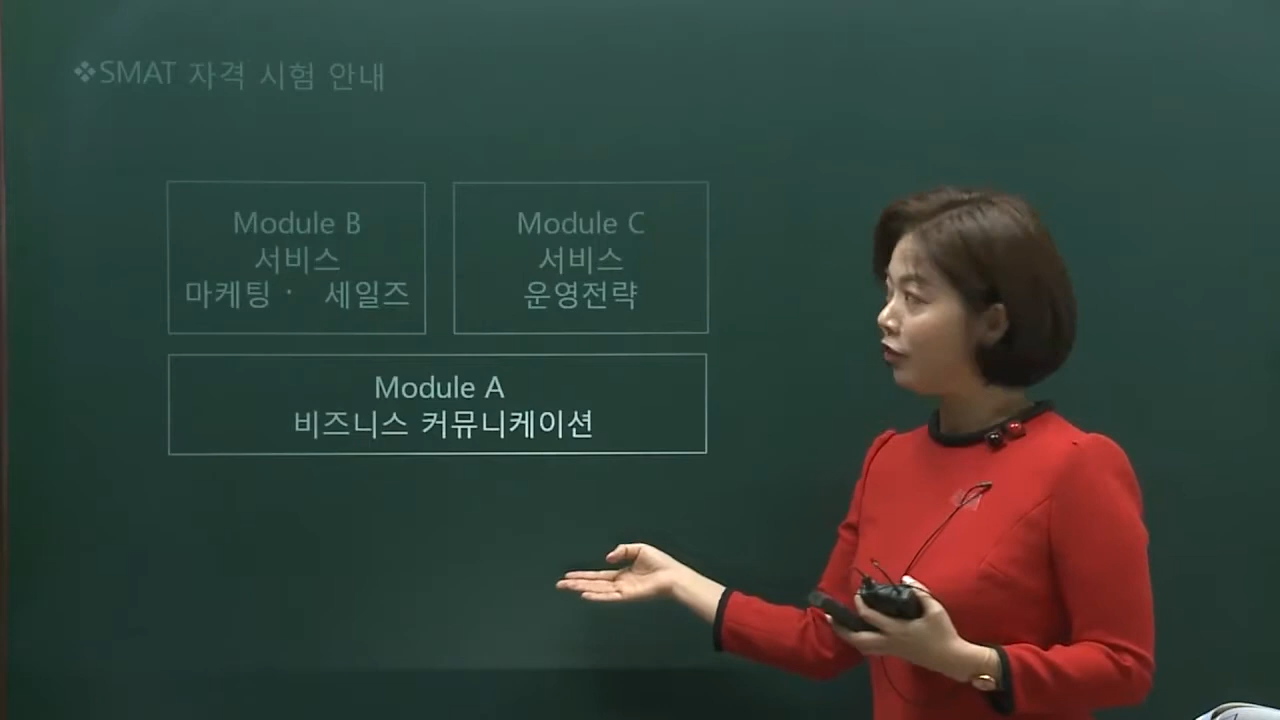 ❖SMAT 자격 시험 안내
Module B
서비스
마케팅 · 세일즈
Module C
서비스
운영전략
Module A
비즈니스 커뮤니케이션